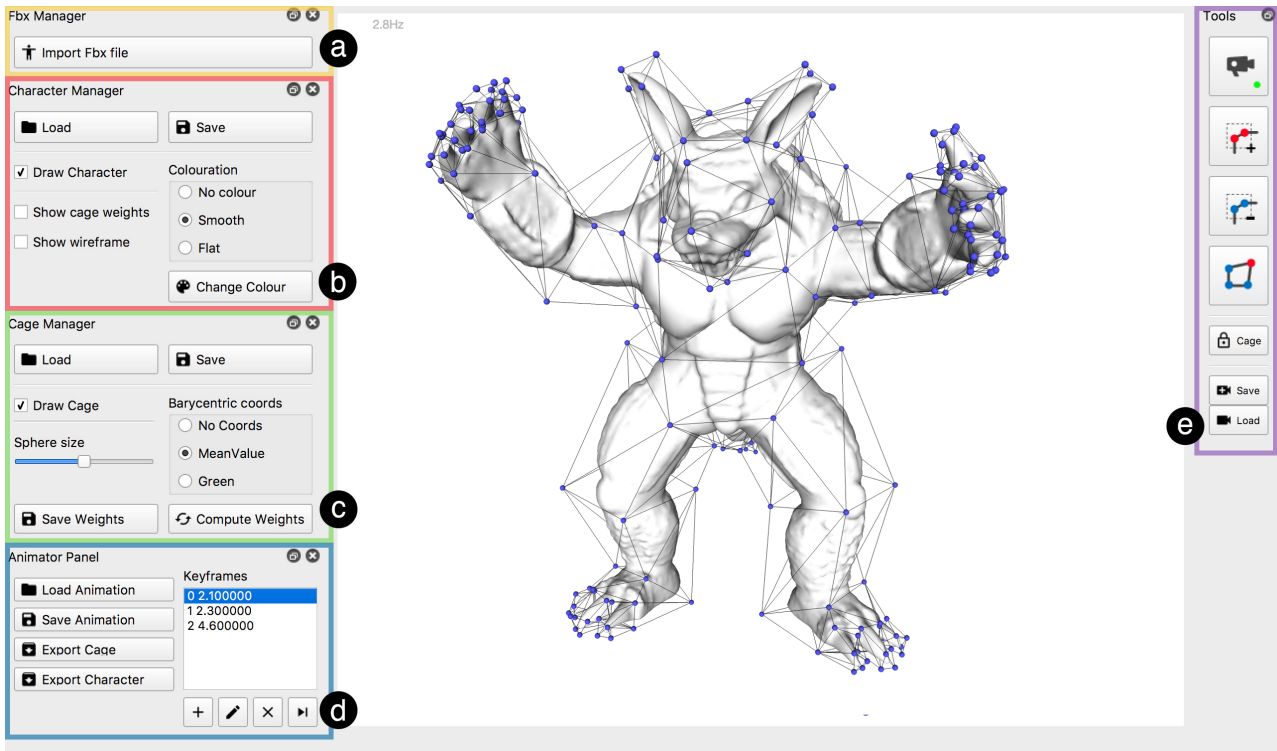 Fbx Manager
Import Fbx file
a
Character Manager
Load
Save
Draw Character
Colouration
No colour
Show cage weights
Smooth
Show wireframe
Flat
Change Colour
b
Cage Manager
Load
Save
Draw Cage
Barycentric coords
No Coords
Sphere size
MeanValue
Green
Save Weights
Compute Weights
c
Animator Panel
Keyframes
Load Animation
0 2.100000
1 2.300000
Save Animation
2 4.600000
Export Cage
Export Character
d
2.8Hz
Tools
Cage
Save
Load
e